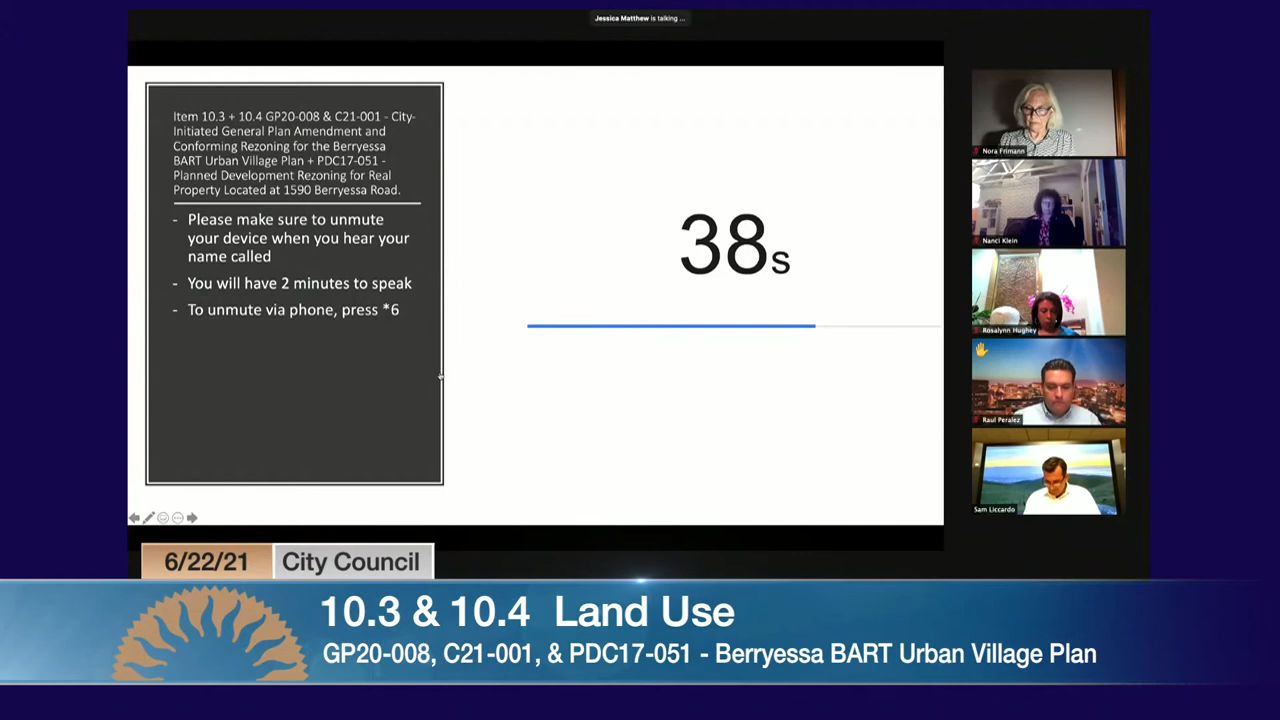 Jessica Matthew is talking ...
Item 10.3 + 10.4 GP20-008 & C21-001 - City-
Initiated General Plan Amendment and
Conforming Rezoning for the Berryessa
BART Urban Village Plan + PDC17-051 -
Planned Development Rezoning for Real
Property Located at 1590 Berryessa Road.
- Please make sure to unmute
your device when you hear your
name called
- You will have 2 minutes to speak
- To unmute via phone, press *6
38s
Nora Frimann
Nanci Klein
Rosalynn Hughey
Raul Peralez
Sam Liccardo
6/22/21 City Council
10.3 & 10.4 Land Use
GP20-008, C21-001, & PDC17-051 - Berryessa BART Urban Village Plan